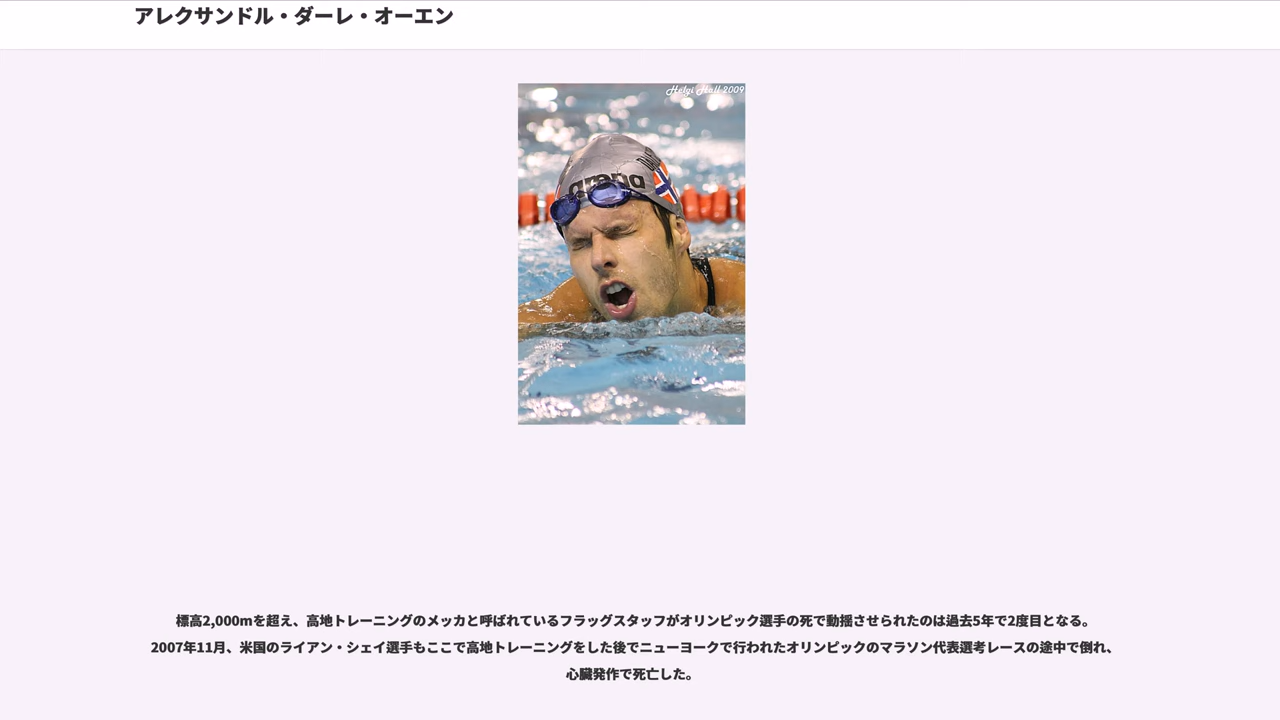 アレクサンドル・ダーレ・オーエン
Helgi Hall 2009
arena
標高2,000mを超え、高地トレーニングのメッカと呼ばれているフラッグスタッフがオリンピック選手の死で動揺させられたのは過去5年で2度目となる。
2007年11月、米国のライアン・シェイ選手もここで高地トレーニングをした後でニューヨークで行われたオリンピックのマラソン代表選考レースの途中で倒れ、
心臓発作で死亡した。